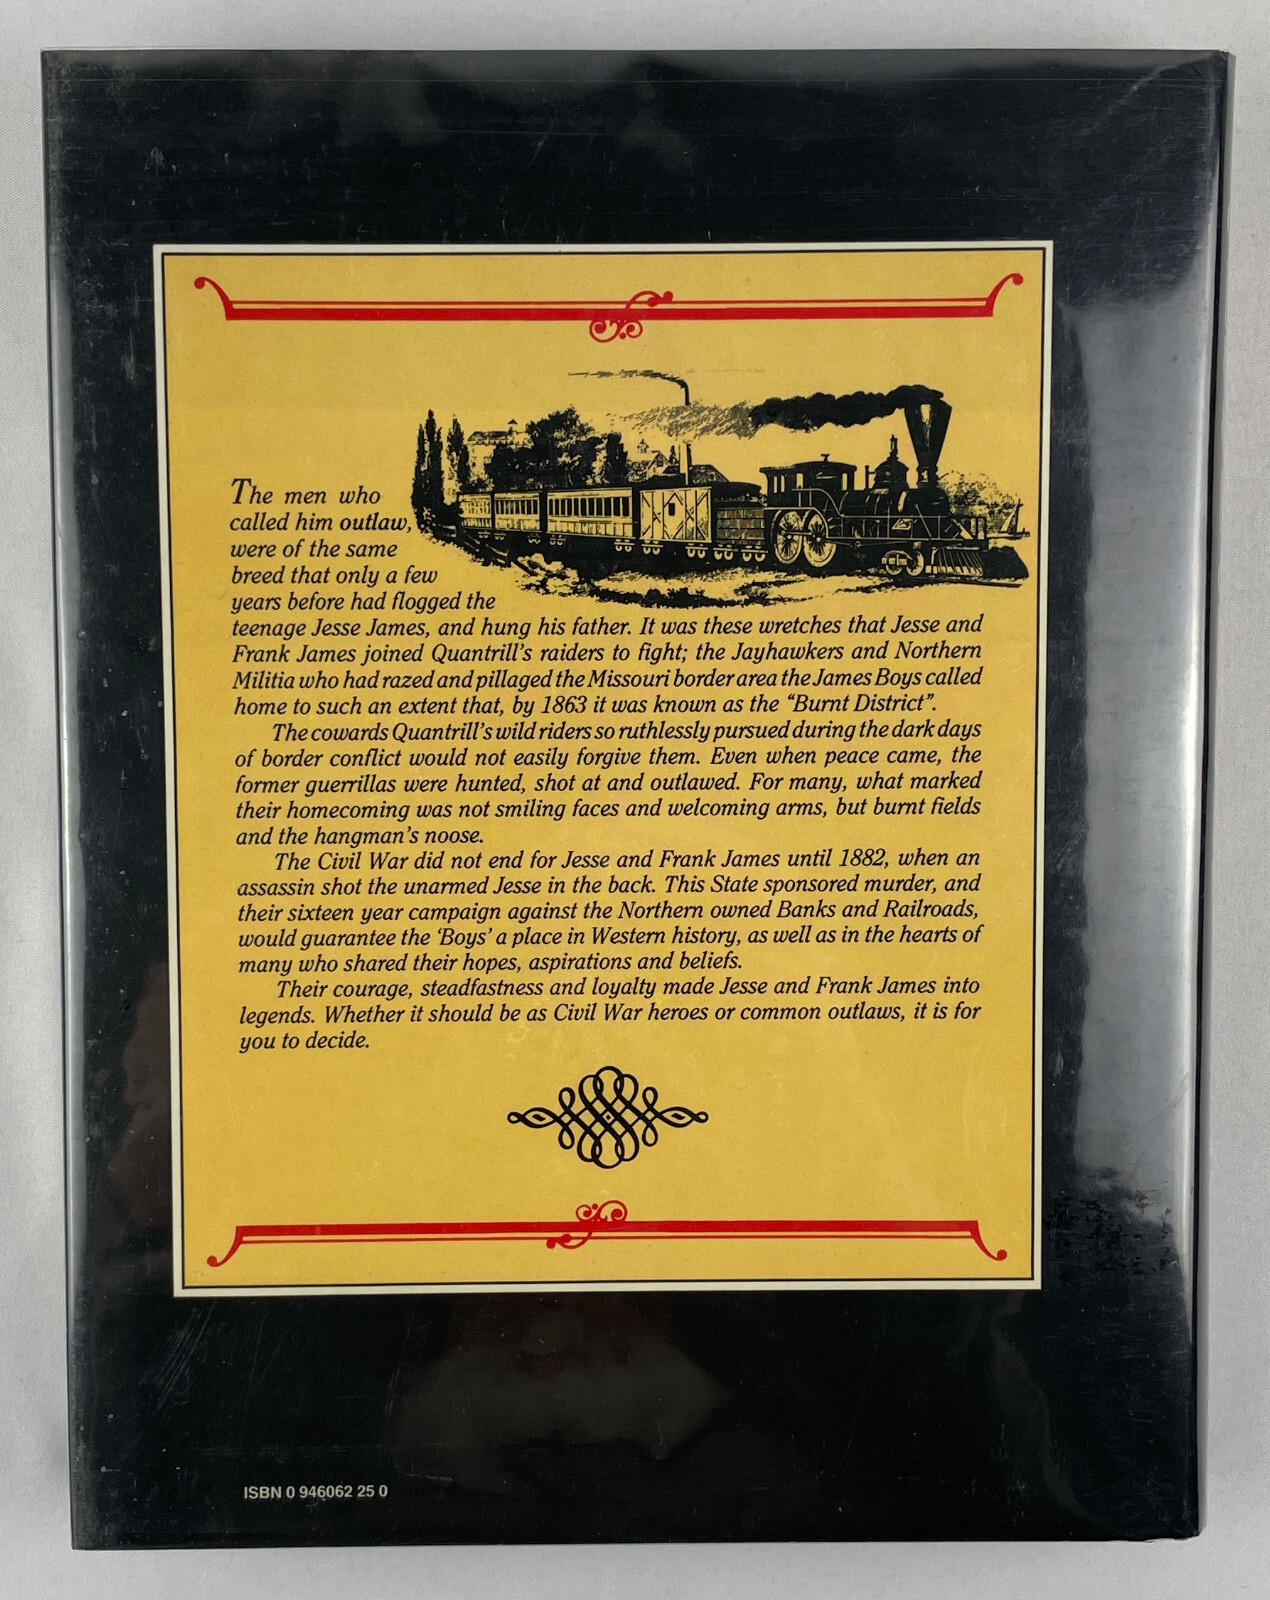 The men who
called him outlaw,
were of the same
breed that only a few
years before had flogged the
teenage Jesse James, and hung his father. It was these wretches that Jesse and
Frank James joined Quantrill's raiders to fight; the Jayhawkers and Northern
Militia who had razed and pillaged the Missouri border area the James Boys called
home to such an extent that, by 1863 it was known as the "Burnt District".
The cowards Quantrill's wild riders so ruthlessly pursued during the dark days
of border conflict would not easily forgive them. Even when peace came, the
former guerrillas were hunted, shot at and outlawed. For many, what marked
their homecoming was not smiling faces and welcoming arms, but burnt fields
and the hangman's noose.
The Civil War did not end for Jesse and Frank James until 1882, when an
assassin shot the unarmed Jesse in the back. This State sponsored murder, and
their sixteen year campaign against the Northern owned Banks and Railroads,
would guarantee the 'Boys' a place in Western history, as well as in the hearts of
many who shared their hopes, aspirations and beliefs.
Their courage, steadfastness and loyalty made Jesse and Frank James into
legends. Whether it should be as Civil War heroes or common outlaws, it is for
you to decide.
ISBN 0 946062 25 0